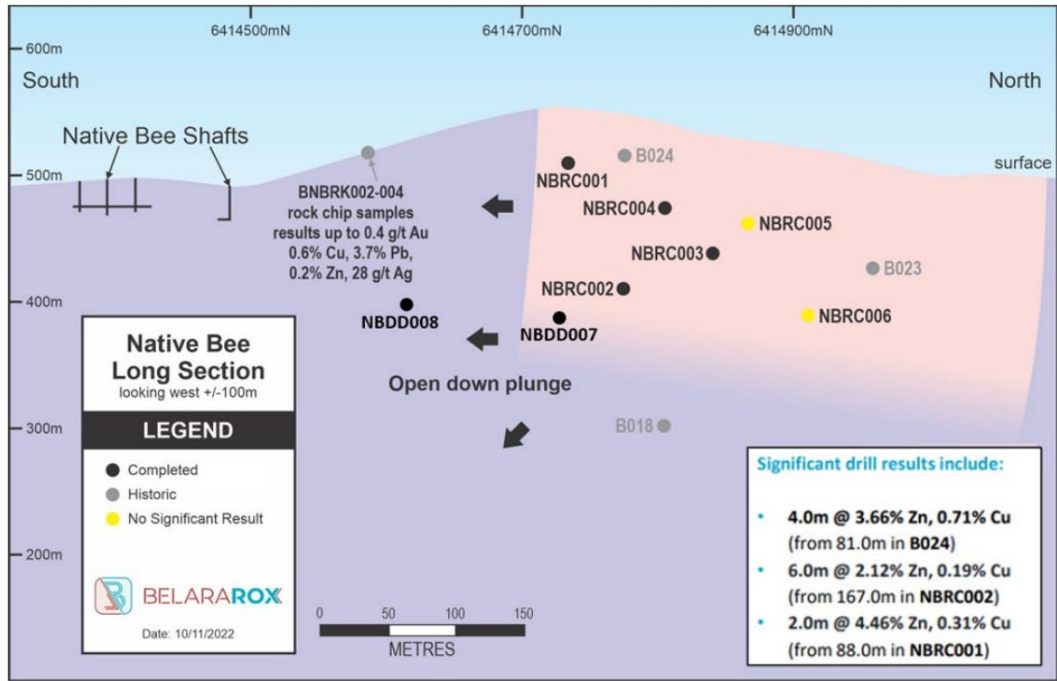 6414500mN
6414700mN
6414900mN
600m
South
North
Native Bee Shafts
500m
surface
B024
NBRC001
BNBRK002-004
rock chip samples
results up to 0.4 g/t Au
0.6% Cu, 3.7% Pb,
0.2% Zn, 28 g/t Ag
NBRC004
NBRC005
NBRC003
B023
NBRC002
400m
NBDD008
NBDD007
NBRC006
Open down plunge
300m
B018
200m
Native Bee
Long Section
looking west +/-100m
LEGEND
Completed
Historic
No Significant Result
BELARAROX
Date: 10/11/2022
0 50 100 150
METRES
Significant drill results include:
• 4.0m @ 3.66% Zn, 0.71% Cu
(from 81.0m in B024)
• 6.0m @ 2.12% Zn, 0.19% Cu
(from 167.0m in NBRC002)
• 2.0m @ 4.46% Zn, 0.31% Cu
(from 88.0m in NBRC001)